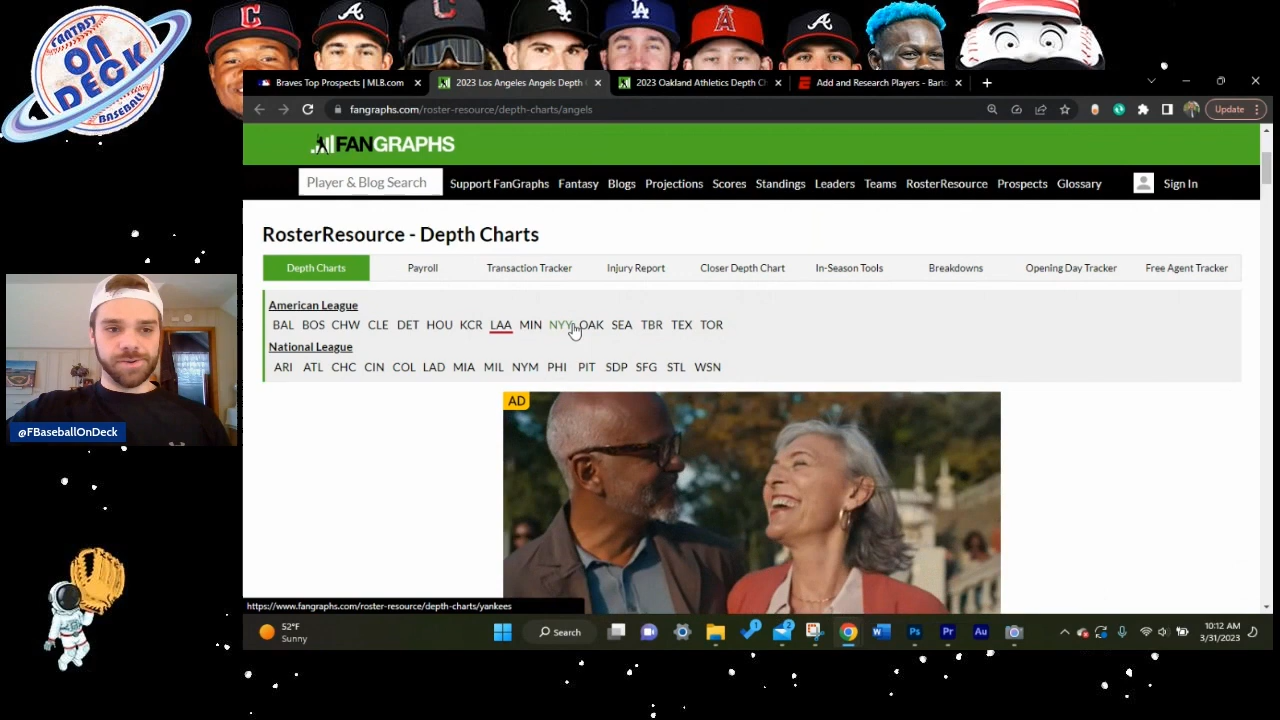 FANTASY
ON
DECK
BASEBALL
Braves Top Prospects | MLB.com
2023 Los Angeles Angels Depth
2023 Oakland Athletics Depth Ch
Add and Research Players - Barto
fangraphs.com/roster-resource/depth-charts/angels
Update
FANGRAPHS
Player & Blog Search
Support FanGraphs Fantasy Blogs Projections Scores Standings Leaders Teams RosterResource Prospects Glossary
Sign In
RosterResource - Depth Charts
Depth Charts Payroll Transaction Tracker Injury Report Closer Depth Chart In-Season Tools Breakdowns Opening Day Tracker Free Agent Tracker
American League
BAL BOS CHW CLE DET HOU KCR LAA MIN NYY OAK SEA TBR TEX TOR
National League
ARI ATL CHC CIN COL LAD MIA MIL NYM PHI PIT SDP SFG STL WSN
AD
@FBaseballOnDeck
https://www.fangraphs.com/roster-resource/depth-charts/yankees
52°F
Sunny
Search
1
2
W
Ps
Pr
Au
10:12 AM
3/31/2023